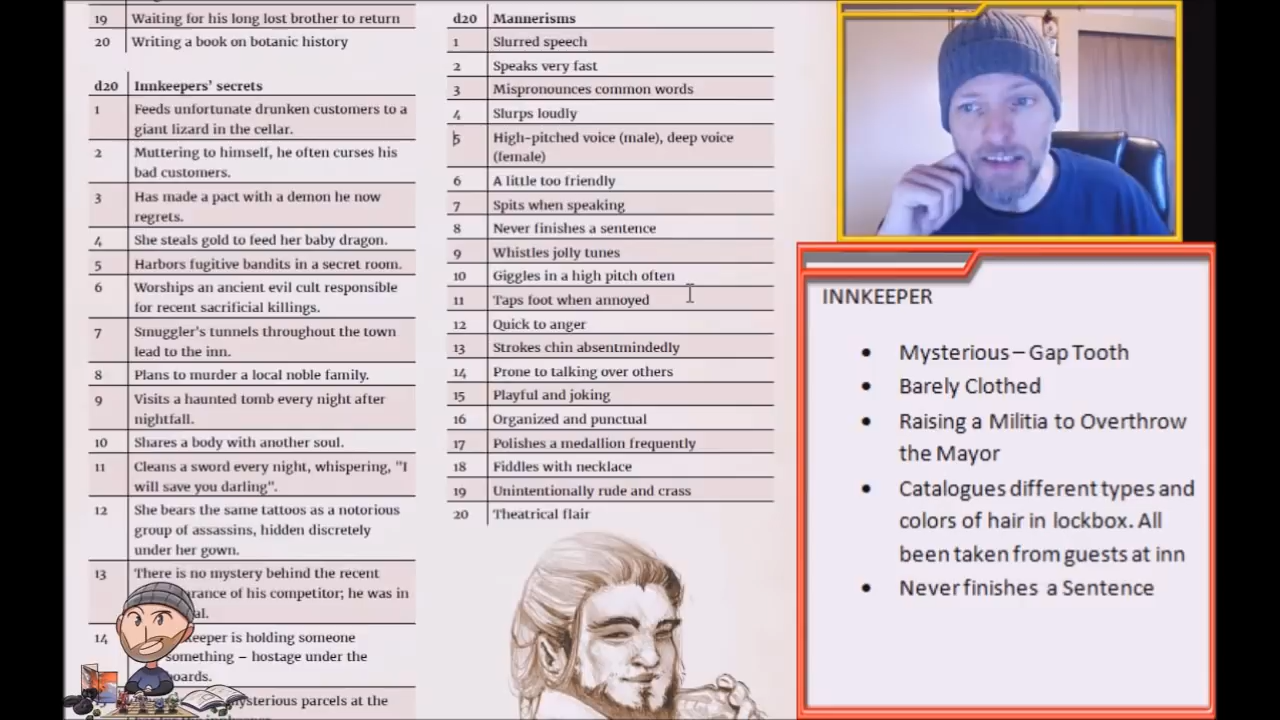 19 Waiting for his long lost brother to return
20 Writing a book on botanic history
d20 Innkeepers' secrets
1 Feeds unfortunate drunken customers to a
giant lizard in the cellar.
2 Muttering to himself, he often curses his
bad customers.
3 Has made a pact with a demon he now
regrets.
4 She steals gold to feed her baby dragon.
5 Harbors fugitive bandits in a secret room.
6 Worships an ancient evil cult responsible
for recent sacrificial killings.
7 Smuggler's tunnels throughout the town
lead to the inn.
8 Plans to murder a local noble family.
9 Visits a haunted tomb every night after
nightfall.
10 Shares a body with another soul.
11 Cleans a sword every night, whispering, "I
will save you darling".
12 She bears the same tattoos as a notorious
group of assassins, hidden discretely
under her gown.
13 There is no mystery behind the recent
arance of his competitor; he was in
al.
14 keeper is holding someone
something – hostage under the
boards.
mysterious parcels at the
d20 Mannerisms
1 Slurred speech
2 Speaks very fast
3 Mispronounces common words
4 Slurps loudly
5 High-pitched voice (male), deep voice
(female)
6 A little too friendly
7 Spits when speaking
8 Never finishes a sentence
9 Whistles jolly tunes
10 Giggles in a high pitch often
11 Taps foot when annoyed
12 Quick to anger
13 Strokes chin absentmindedly
14 Prone to talking over others
15 Playful and joking
16 Organized and punctual
17 Polishes a medallion frequently
18 Fiddles with necklace
19 Unintentionally rude and crass
20 Theatrical flair
INNKEEPER
• Mysterious – Gap Tooth
• Barely Clothed
• Raising a Militia to Overthrow
the Mayor
• Catalogues different types and
colors of hair in lockbox. All
been taken from guests at inn
• Never finishes a Sentence